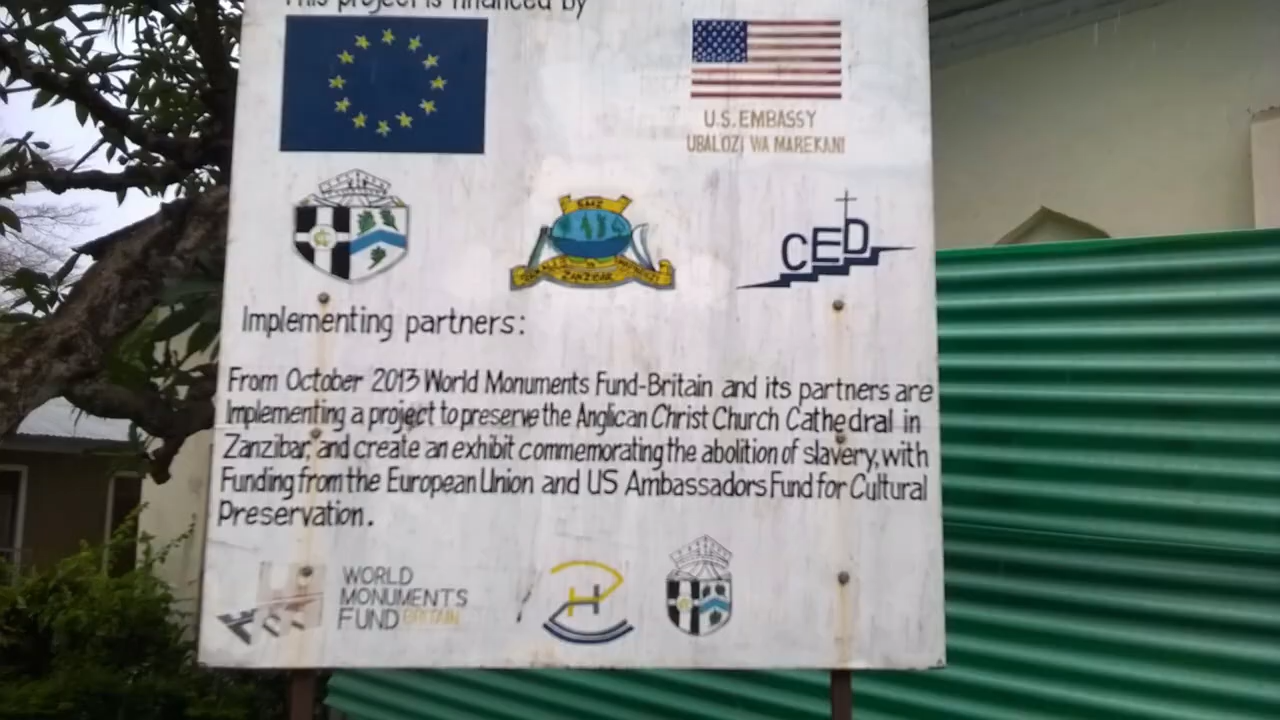 This project is financed by
U.S. EMBASSY
UBALOZI WA MAREKANI
SMZ
ZANZIBAR
CED
Implementing partners:
From October 2013 World Monuments Fund-Britain and its partners are
Implementing a project to preserve the Anglican Christ Church Cathedral in
Zanzibar, and create an exhibit commemorating the abolition of slavery, with
Funding from the European Union and US Ambassadors Fund for Cultural
Preservation.
WORLD
MONUMENTS
FUND BRITAIN